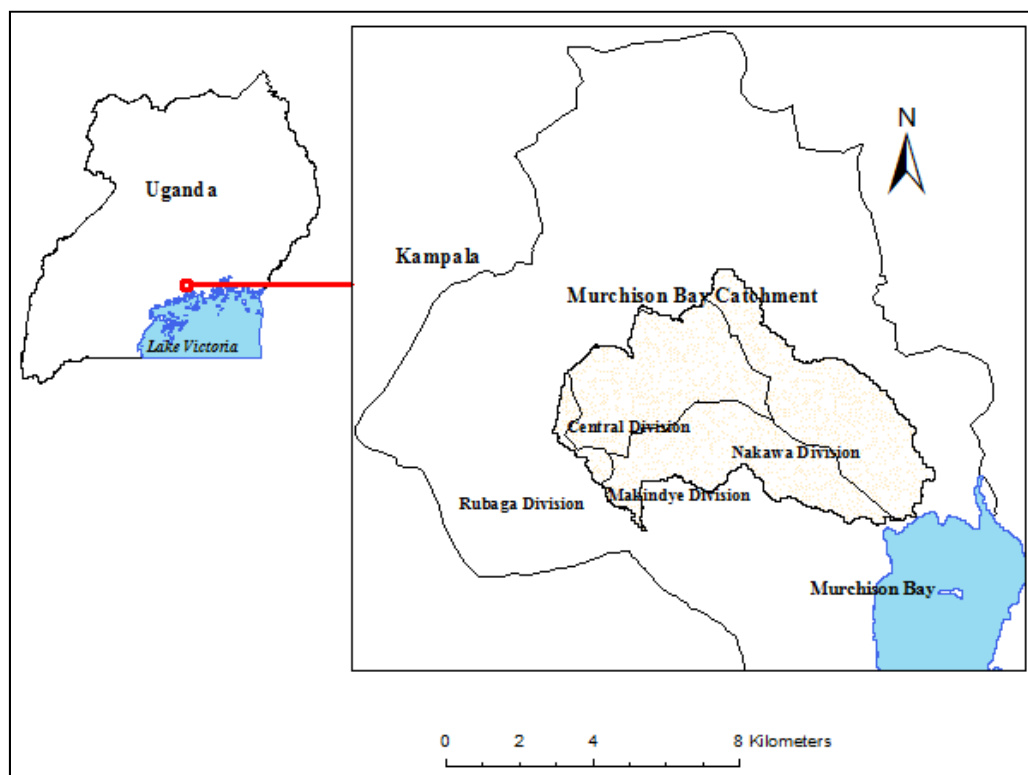 N
Uganda
Kampala
Murchison Bay Catchment
Lake Victoria
Central Division
Nakawa Division
Rubaga Division
Makindye Division
Murchison Bay
0 2 4 8 Kilometers